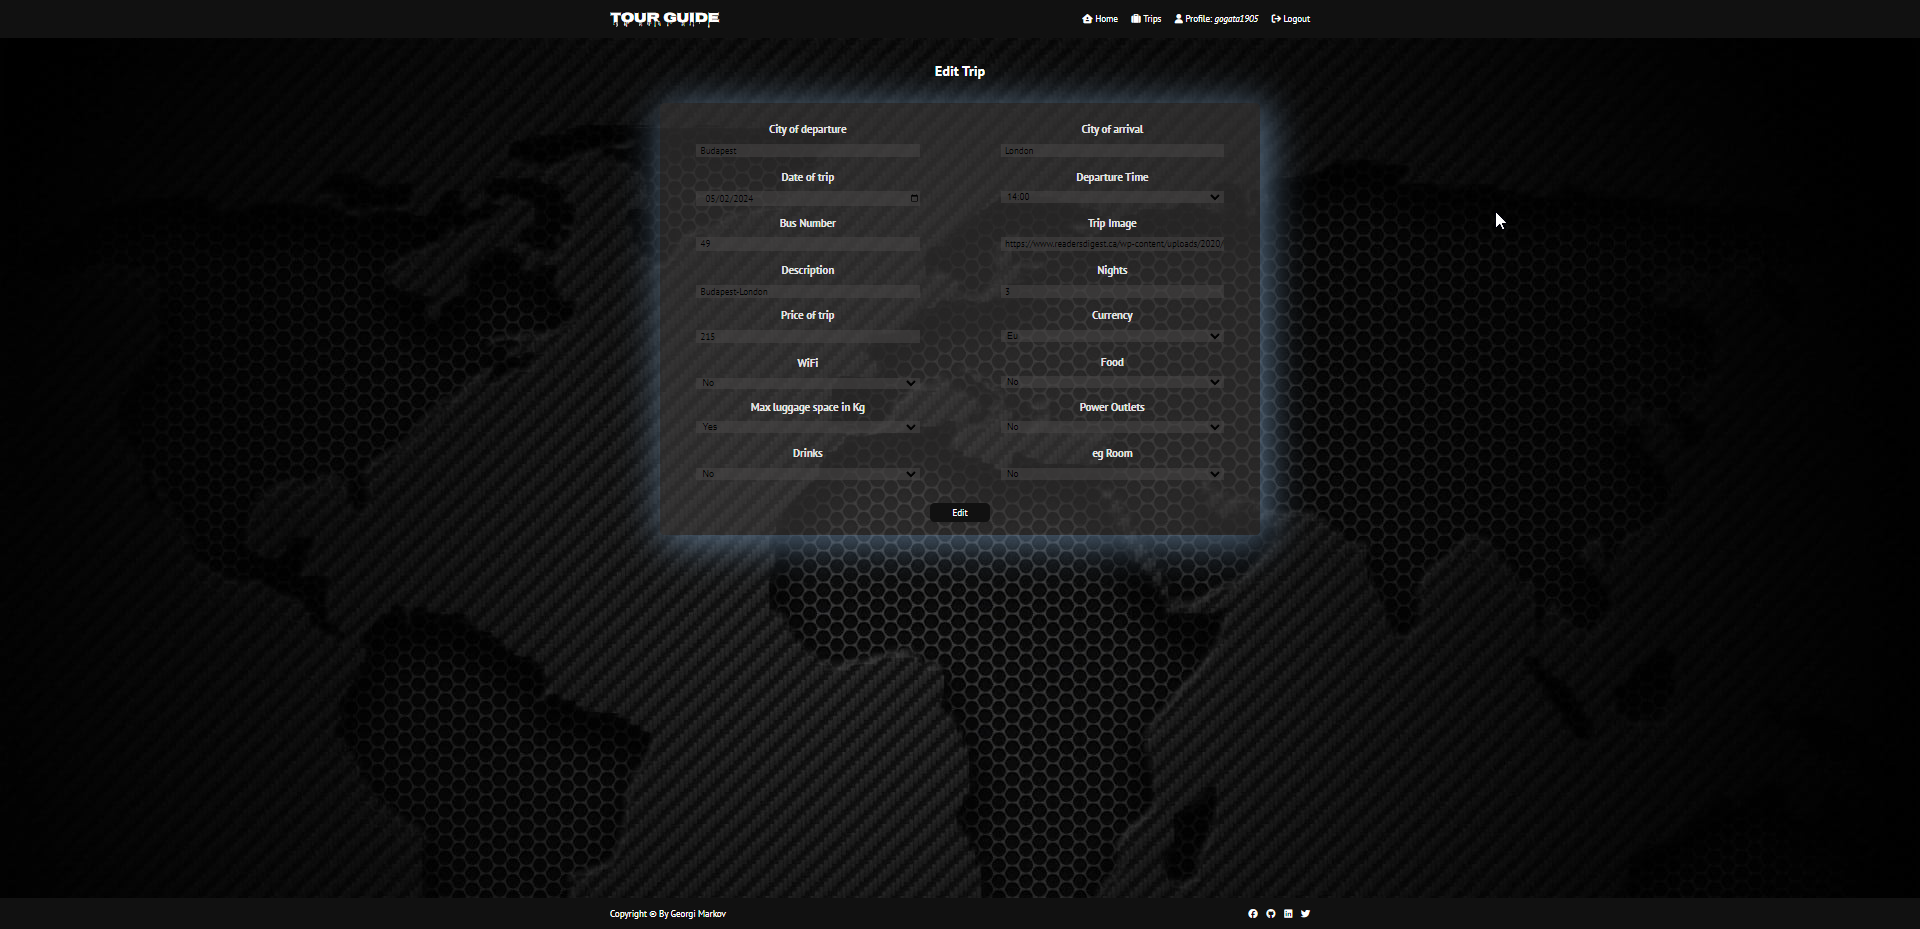 TOUR GUIDE
Home Trips Profile: gogata1905 Logout
Edit Trip
City of departure
Budapest
City of arrival
London
Date of trip
05/02/2024
Departure Time
14:00
Bus Number
49
Trip Image
https://www.readersdigest.ca/wp-content/uploads/2020/
Description
Budapest-London
Nights
3
Price of trip
215
Currency
Eu
WiFi
No
Food
No
Max luggage space in Kg
Yes
Power Outlets
No
Drinks
No
eg Room
No
Edit
Copyright © By Georgi Markov